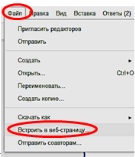 Файл Правка Вид Вставка Ответы (2)
Пригласить редакторов
Отправить
Создать
Открыть... Ctrl+O
Переименовать...
Создать копию...
Скачать как
Встроить в веб-страницу...
Отправить соавторам...